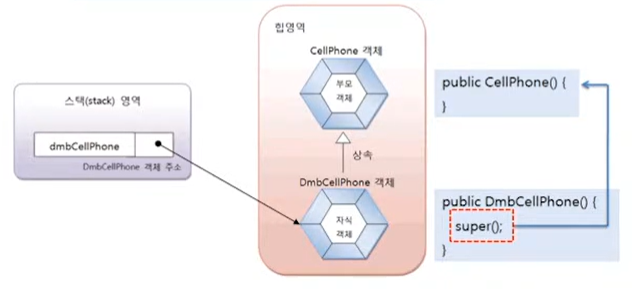 힙영역
CellPhone 객체
부모
객체
public CellPhone() {
}
스택(stack) 영역
dmbCellPhone
DmbCellPhone 객체 주소
상속
DmbCellPhone 객체
자식
객체
public DmbCellPhone() {
super();
}